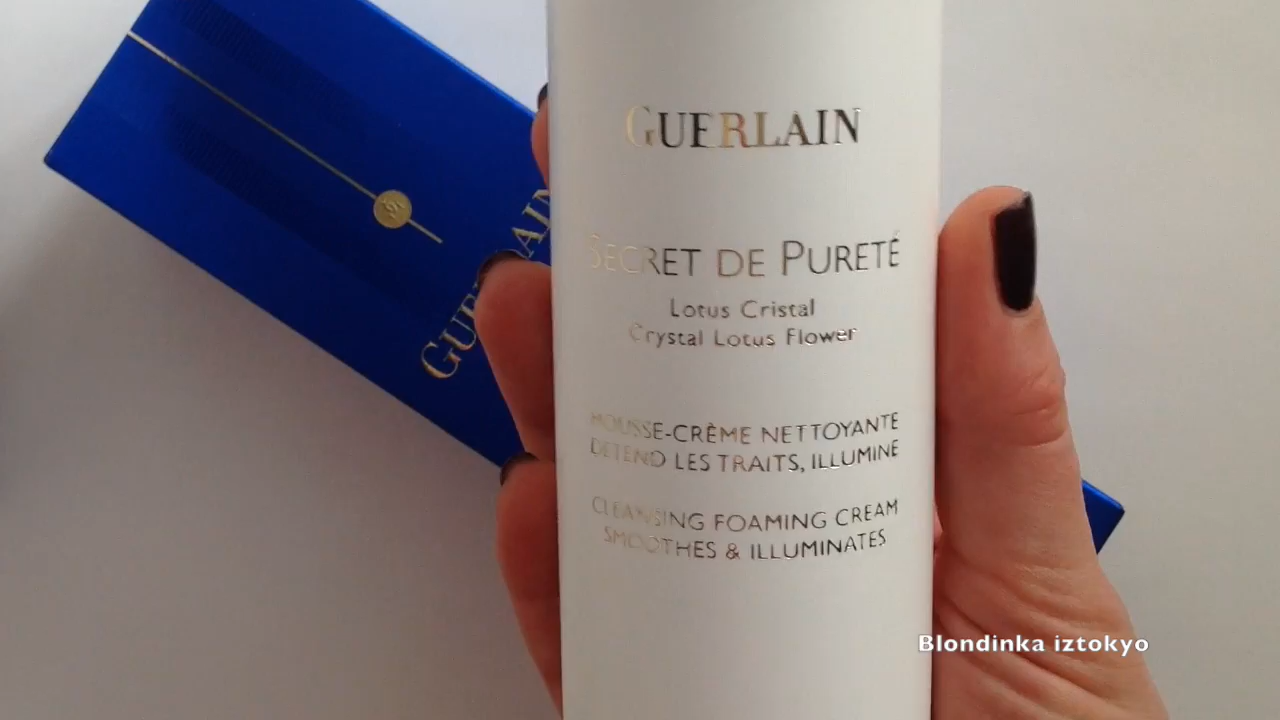 GUERLAIN
SECRET DE PURETÉ
Lotus Cristal
Crystal Lotus Flower
MOUSSE-CRÈME NETTOYANTE
DETEND LES TRAITS, ILLUMINE
CLEANSING FOAMING CREAM
SMOOTHES & ILLUMINATES
GUERLAIN
Blondinka iztokyo